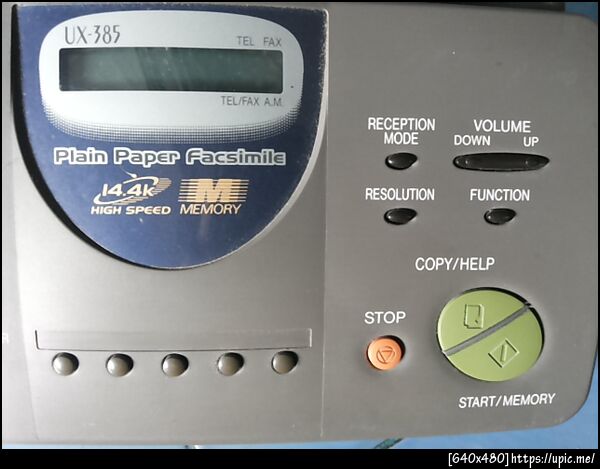 UX-385
TEL FAX
TEL/FAX A.M.
Plain Paper Facsimile
14.4k
HIGH SPEED
M
MEMORY
RECEPTION
MODE
VOLUME
DOWN UP
RESOLUTION
FUNCTION
COPY/HELP
STOP
START/MEMORY
R
[640x480]https://upic.me/